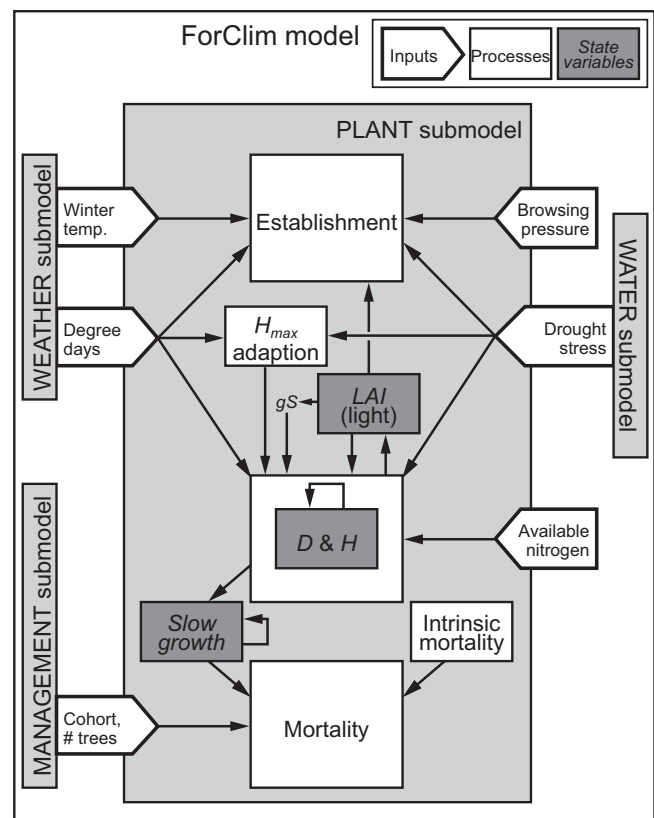 ForClim model
Inputs
Processes
State
variables
PLANT submodel
WEATHER submodel
Winter
temp.
Establishment
Browsing
pressure
WATER submodel
Degree
days
Hmax
adaption
Drought
stress
gS
LAI
(light)
MANAGEMENT submodel
D & H
Available
nitrogen
Slow
growth
Intrinsic
mortality
Cohort,
# trees
Mortality